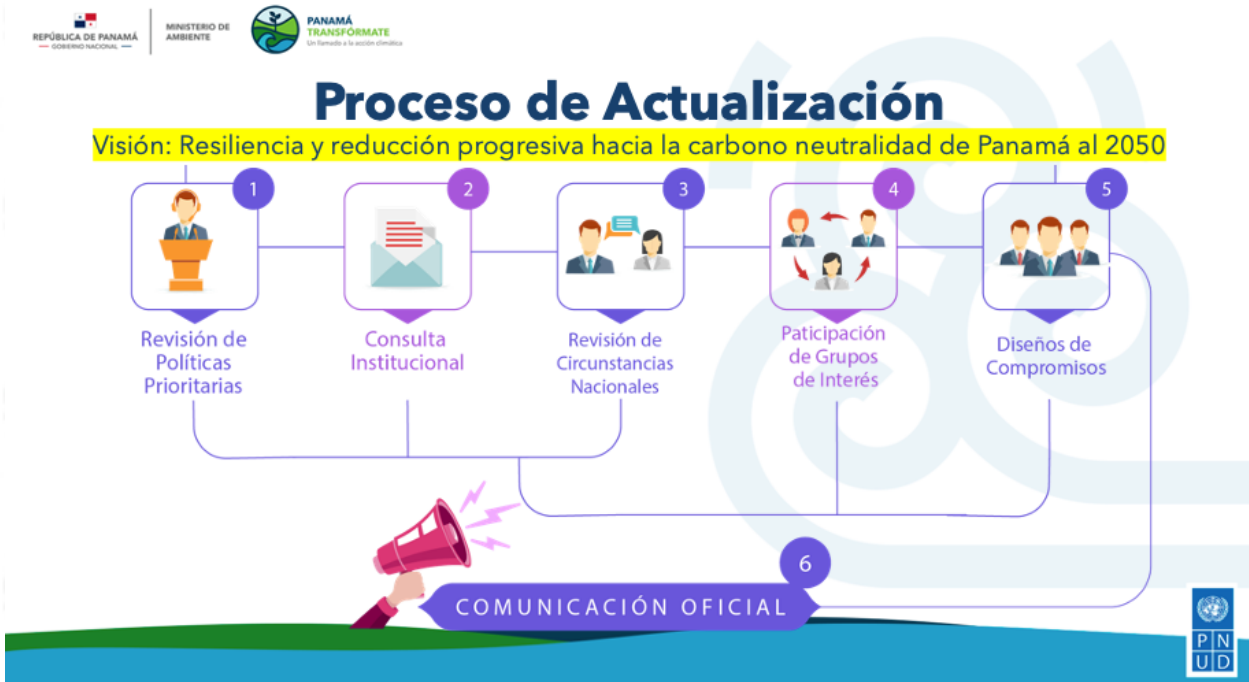 REPÚBLICA DE PANAMÁ
GOBIERNO NACIONAL
MINISTERIO DE
AMBIENTE
PANAMÁ
TRANSFÓRMATE
Un llamado a la acción climática
Proceso de Actualización
Visión: Resiliencia y reducción progresiva hacia la carbono neutralidad de Panamá al 2050
1
2
3
4
5
Revisión de
Políticas
Prioritarias
Consulta
Institucional
Revisión de
Circunstancias
Nacionales
Paticipación
de Grupos
de Interés
Diseños de
Compromisos
6
COMUNICACIÓN OFICIAL
P N
U D